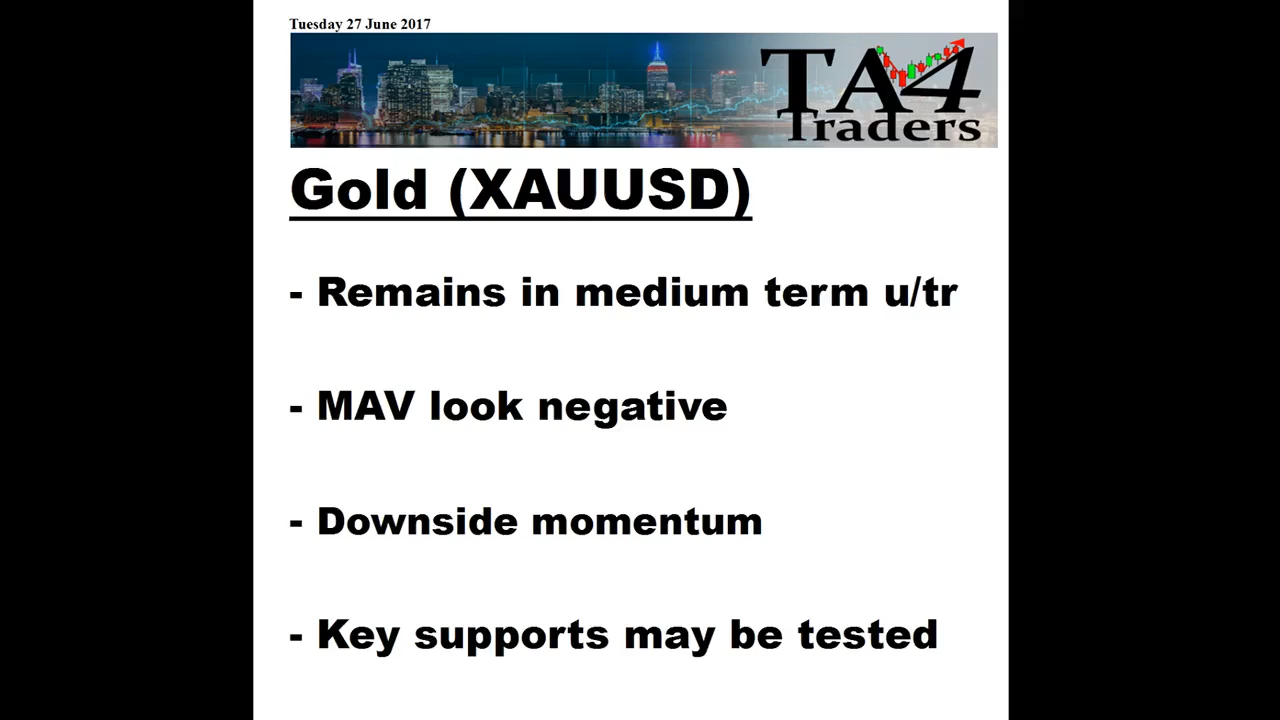 Tuesday 27 June 2017
TA4
Traders
Gold (XAUUSD)
- Remains in medium term u/tr
- MAV look negative
- Downside momentum
- Key supports may be tested